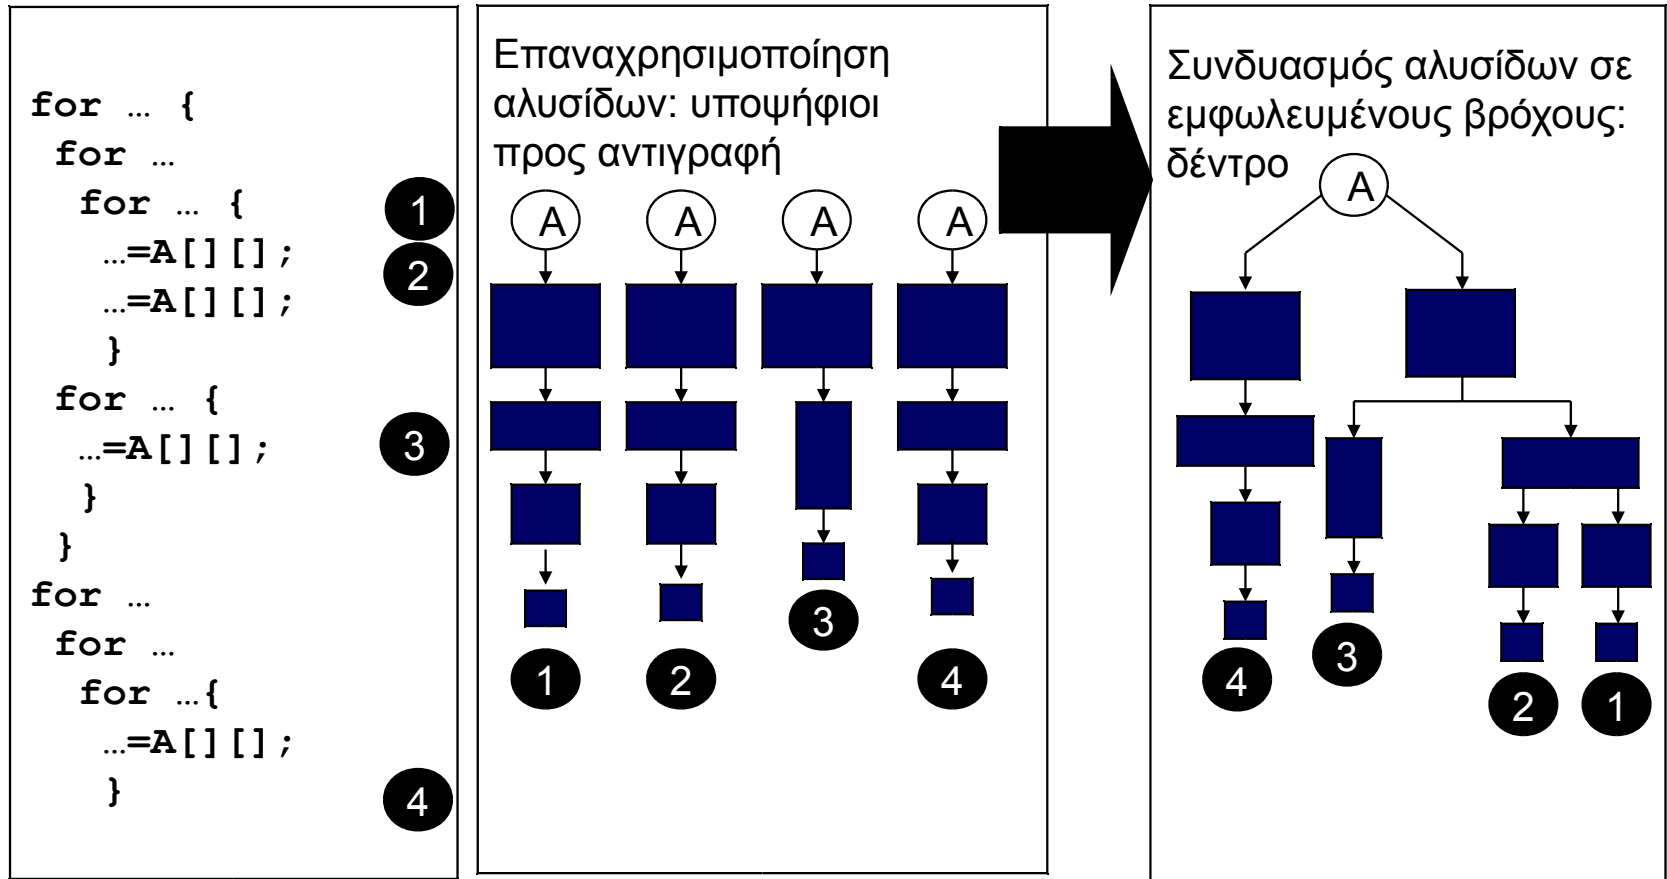 for … {
for …
for … {
1
…=A[][];
2
…=A[][];
}
for … {
…=A[][];
3
}
}
for …
for …
for …{
…=A[][];
}
4
Επαναχρησιμοποίηση
αλυσίδων: υποψήφιοι
προς αντιγραφή
A A A A
3
1 2 4
Συνδυασμός αλυσίδων σε
εμφωλευμένους βρόχους:
δέντρο
A
3
4
2 1